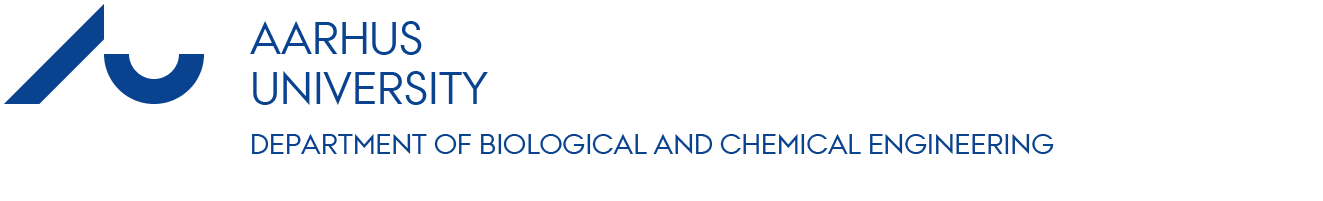 AARHUS
UNIVERSITY
DEPARTMENT OF BIOLOGICAL AND CHEMICAL ENGINEERING